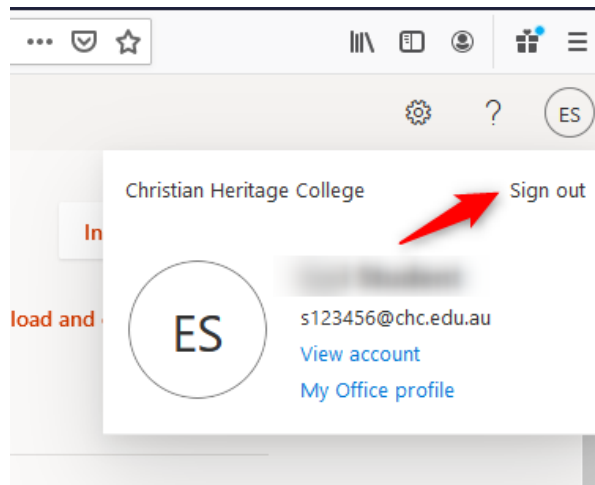 ES
Christian Heritage College
Sign out
In
ES
s123456@chc.edu.au
load and
View account
My Office profile